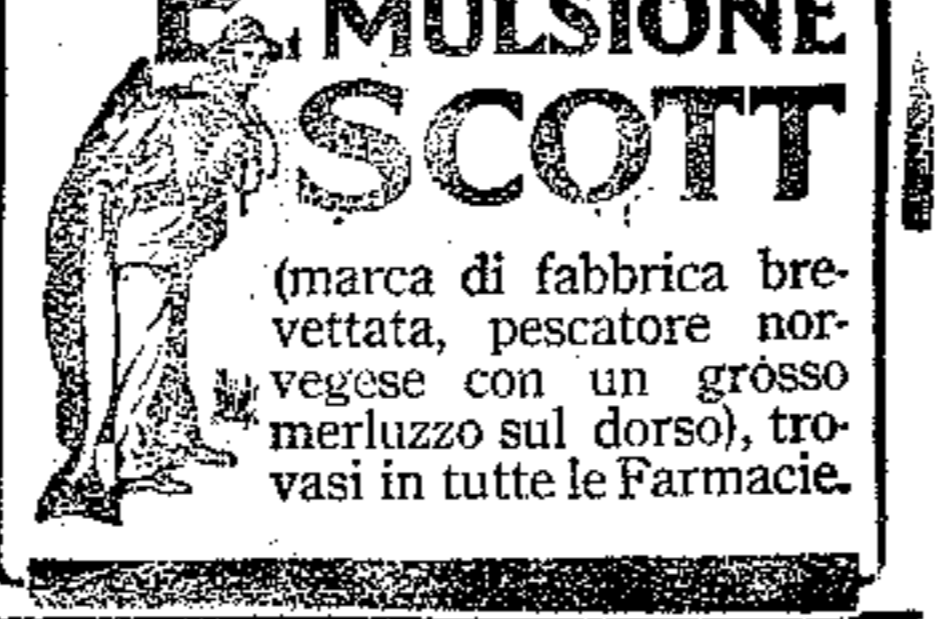 EMULSIONE
SCOTT
(marca di fabbrica bre-
vettata, pescatore nor-
vegese con un grosso
merluzzo sul dorso), tro-
vasi in tutte le Farmacie.